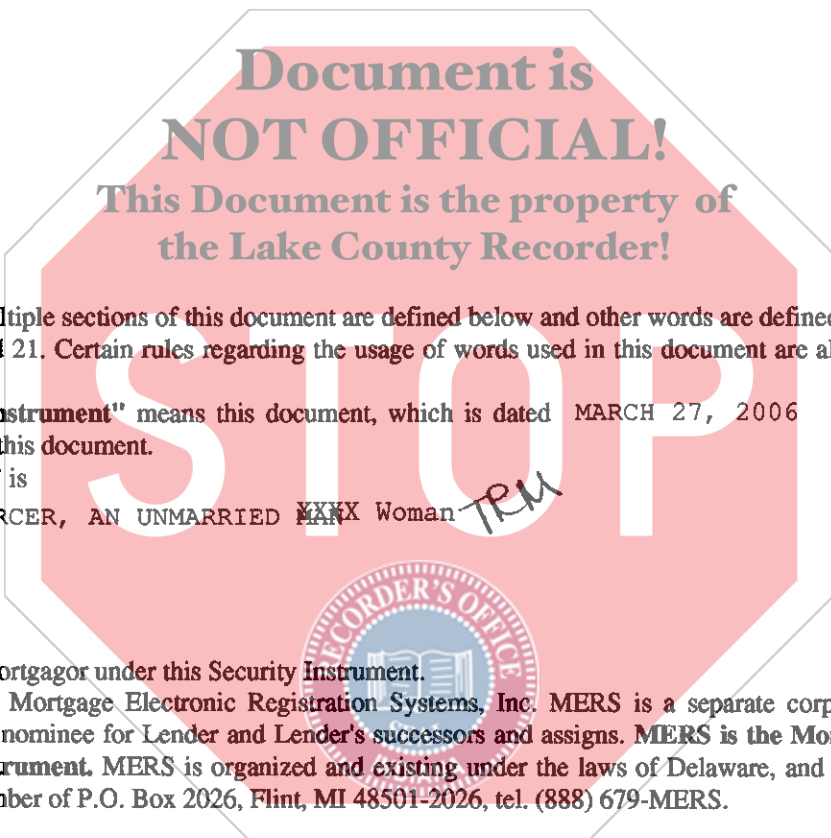 Document is
NOT OFFICIAL!
This Document is the property of
the Lake County Recorder!
ltiple sections of this document are defined below and other words are defined
21. Certain rules regarding the usage of words used in this document are al
nstrument" means this document, which is dated MARCH 27, 2006
this document.
is
RCER, AN UNMARRIED XXXX Woman TRM
STOP
RECORDER'S OFFICE
ortgagor under this Security Instrument.
Mortgage Electronic Registration Systems, Inc. MERS is a separate corp
nominee for Lender and Lender's successors and assigns. MERS is the Mor
rument. MERS is organized and existing under the laws of Delaware, and
ber of P.O. Box 2026, Flint, MI 48501-2026, tel. (888) 679-MERS.